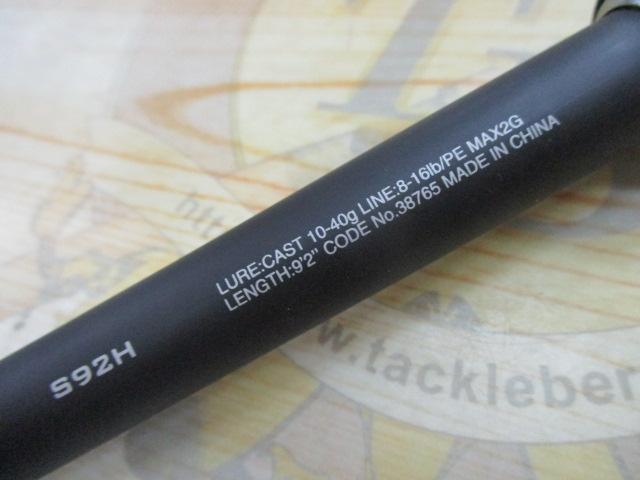 LURE:CAST 10-40g LINE:8-16lb/PE MAX2G
LENGTH:9'2" CODE No.38765 MADE IN CHINA
S92H
www.tackleber